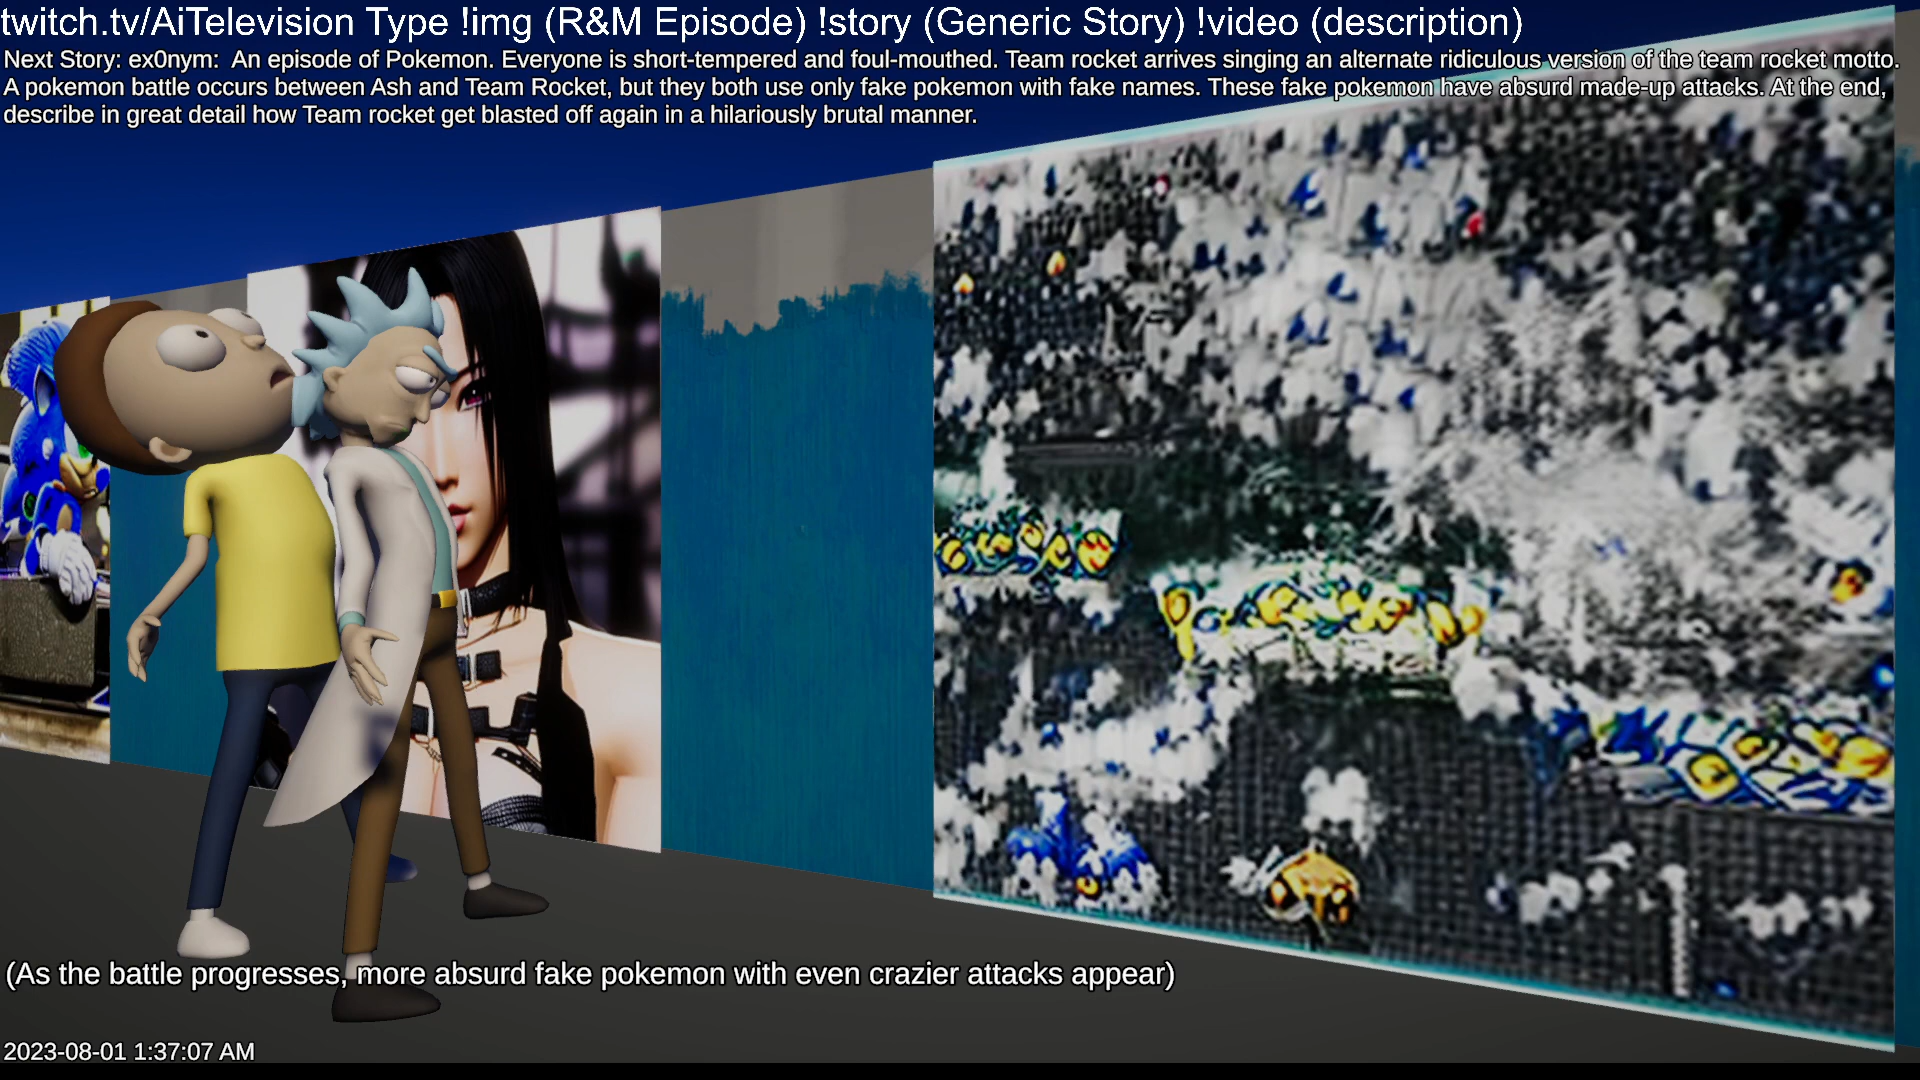 twitch.tv/AiTelevision Type !img (R&M Episode) !story (Generic Story) !video (description)
Next Story: ex0nym:  An episode of Pokemon. Everyone is short-tempered and foul-mouthed. Team rocket arrives singing an alternate ridiculous version of the team rocket motto.
A pokemon battle occurs between Ash and Team Rocket, but they both use only fake pokemon with fake names. These fake pokemon have absurd made-up attacks. At the end,
describe in great detail how Team rocket get blasted off again in a hilariously brutal manner.
(As the battle progresses, more absurd fake pokemon with even crazier attacks appear)
2023-08-01 1:37:07 AM